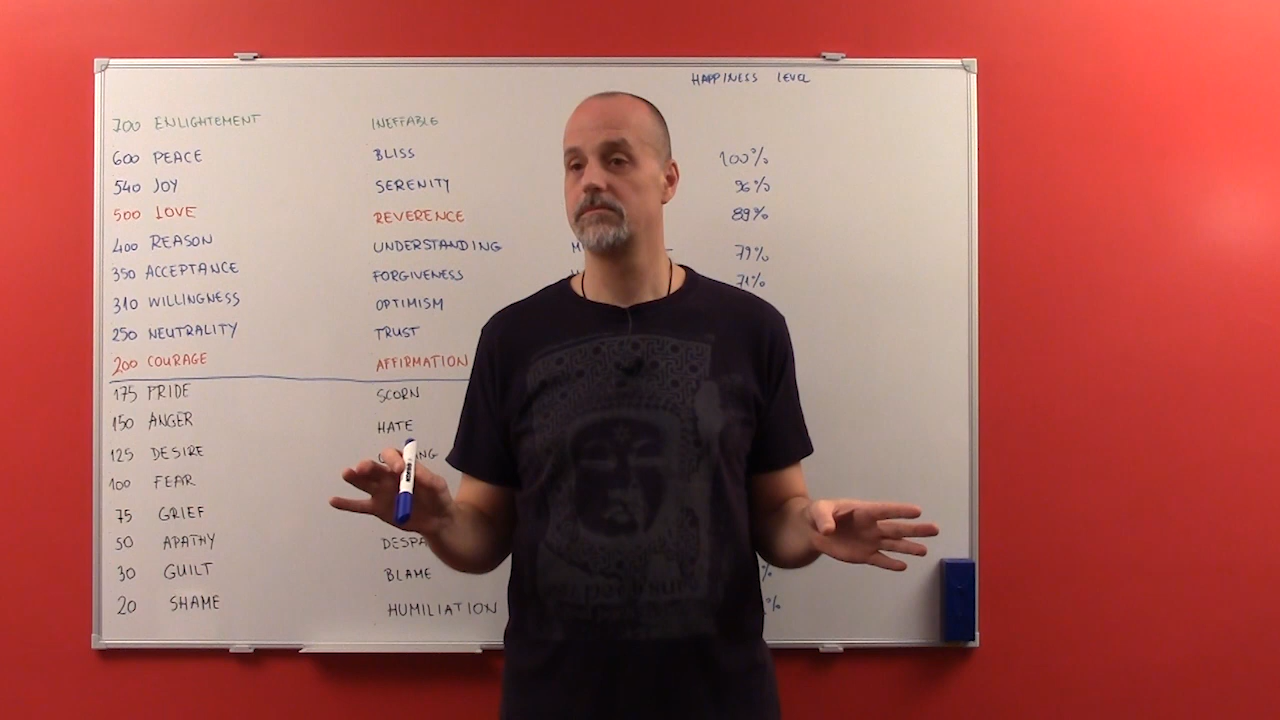 HAPPINESS LEVEL
700 ENLIGHTEMENT INEFFABLE
600 PEACE BLISS 100%
540 JOY SERENITY 96%
500 LOVE REVERENCE 89%
400 REASON UNDERSTANDING 79%
350 ACCEPTANCE FORGIVENESS 71%
310 WILLINGNESS OPTIMISM
250 NEUTRALITY TRUST
200 COURAGE AFFIRMATION
175 PRIDE SCORN
150 ANGER HATE
125 DESIRE
100 FEAR
75 GRIEF
50 APATHY DESPA
30 GUILT BLAME %
20 SHAME HUMILIATION %